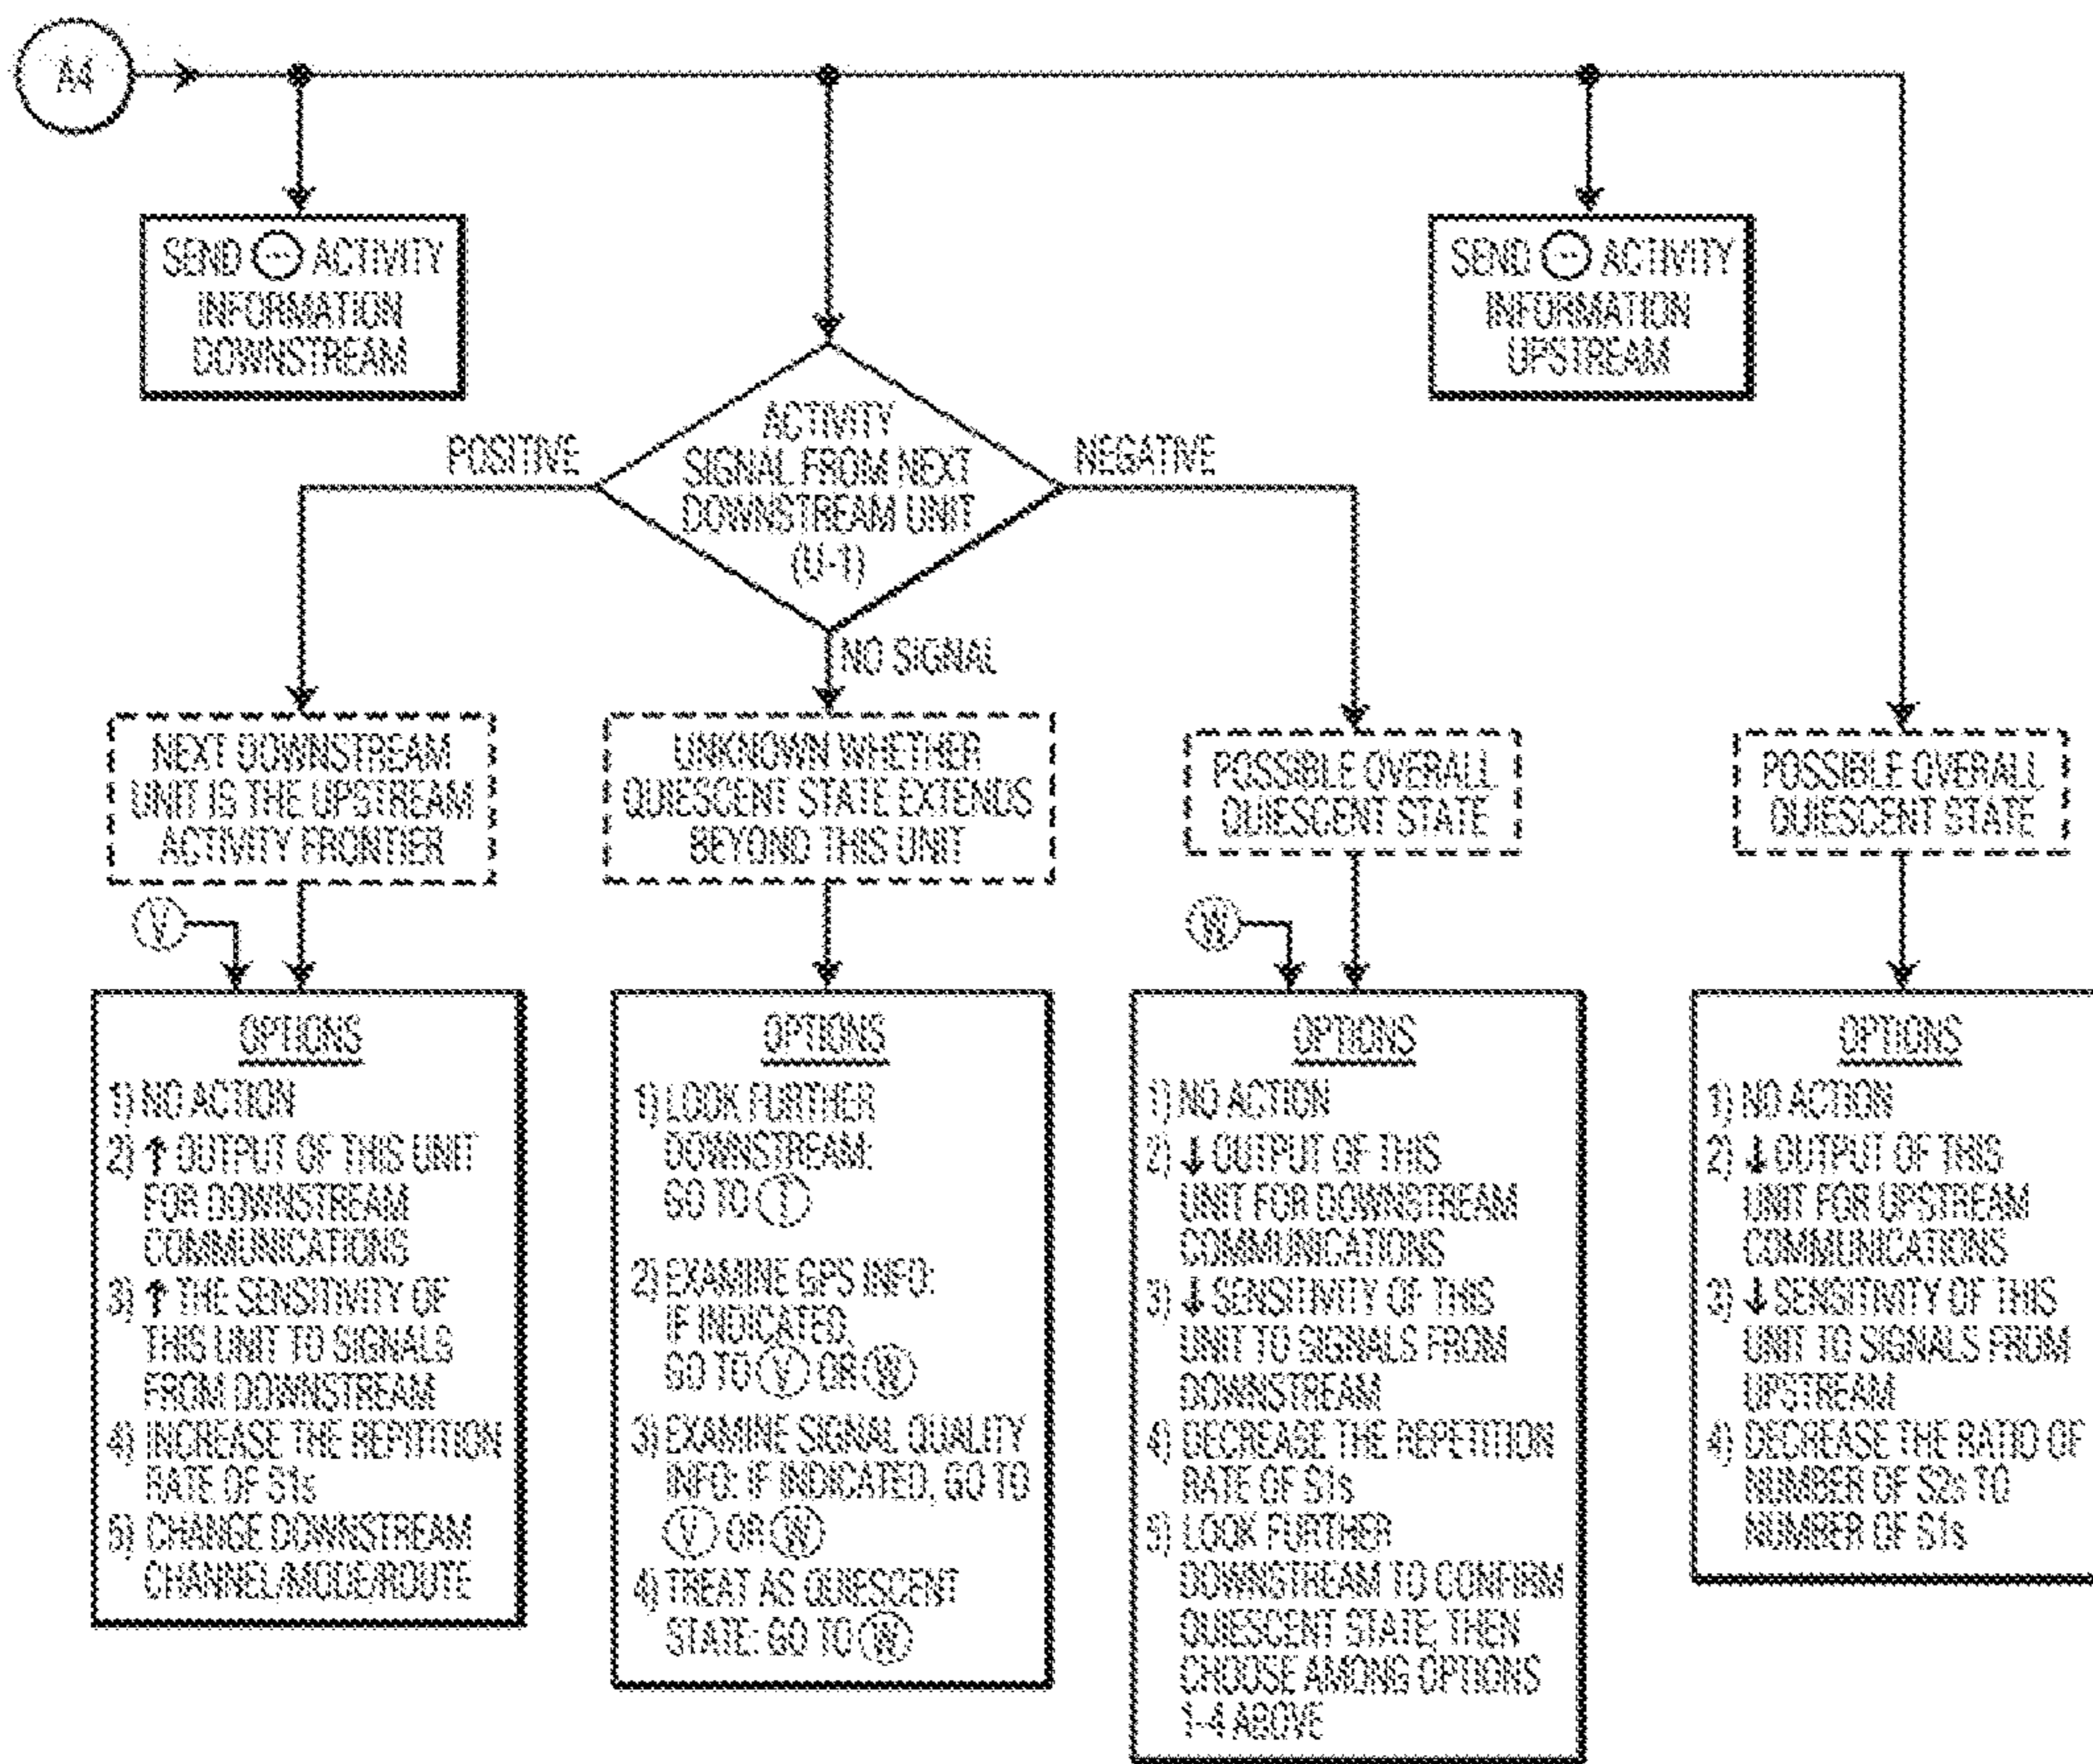 A4
SEND (-) ACTIVITY
INFORMATION
DOWNSTREAM
SEND (-) ACTIVITY
INFORMATION
UPSTREAM
ACTIVITY
SIGNAL FROM NEXT
DOWNSTREAM UNIT
(U-1)
POSITIVE
NEGATIVE
NO SIGNAL
NEXT DOWNSTREAM
UNIT IS THE UPSTREAM
ACTIVITY FRONTIER
UNKNOWN WHETHER
QUIESCENT STATE EXTENDS
BEYOND THIS UNIT
POSSIBLE OVERALL
QUIESCENT STATE
POSSIBLE OVERALL
QUIESCENT STATE
V
W
OPTIONS
1) NO ACTION
2) ↑ OUTPUT OF THIS UNIT
FOR DOWNSTREAM
COMMUNICATIONS
3) ↑ THE SENSITIVITY OF
THIS UNIT TO SIGNALS
FROM DOWNSTREAM
4) INCREASE THE REPITITION
RATE OF S1s
5) CHANGE DOWNSTREAM
CHANNEL/MODE/ROUTE
OPTIONS
1) LOOK FURTHER
DOWNSTREAM:
GO TO T
2) EXAMINE GPS INFO:
IF INDICATED,
GO TO V OR W
3) EXAMINE SIGNAL QUALITY
INFO: IF INDICATED, GO TO
V OR W
4) TREAT AS QUIESCENT
STATE: GO TO W
OPTIONS
1) NO ACTION
2) ↓ OUTPUT OF THIS
UNIT FOR DOWNSTREAM
COMMUNICATIONS
3) ↓ SENSITIVITY OF THIS
UNIT TO SIGNALS FROM
DOWNSTREAM
4) DECREASE THE REPETITION
RATE OF S1s
5) LOOK FURTHER
DOWNSTREAM TO CONFIRM
QUIESCENT STATE; THEN
CHOOSE AMONG OPTIONS
1-4 ABOVE
OPTIONS
1) NO ACTION
2) ↓ OUTPUT OF THIS
UNIT FOR UPSTREAM
COMMUNICATIONS
3) ↓ SENSITIVITY OF THIS
UNIT TO SIGNALS FROM
UPSTREAM
4) DECREASE THE RATIO OF
NUMBER OF S2s TO
NUMBER OF S1s